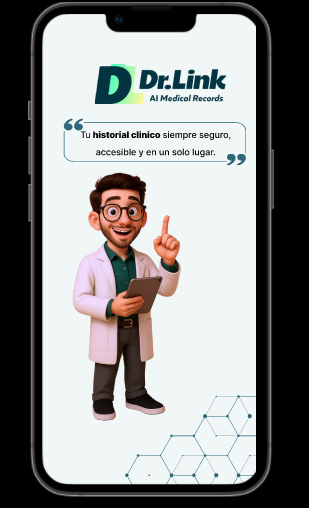 Dr.Link
AI Medical Records
Tu historial clínico siempre seguro,
accesible y en un solo lugar.